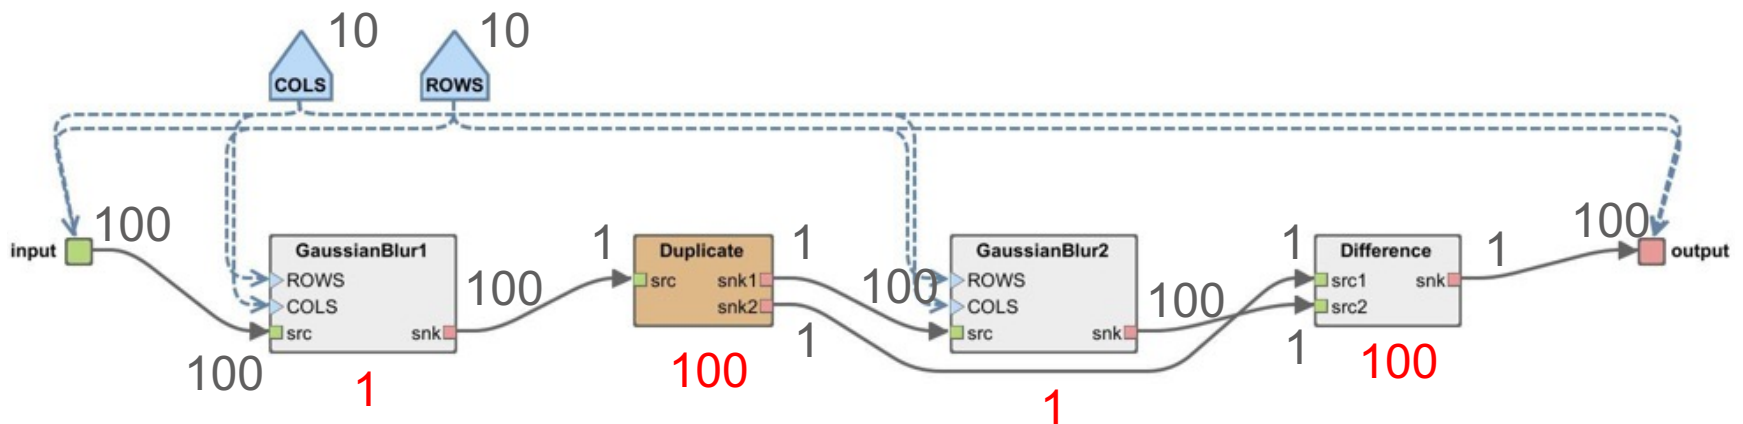 10
10
COLS
ROWS
input
100
GaussianBlur1
ROWS
COLS
src
snk
100
1
100
1
Duplicate
src
snk1
snk2
1
1
100
100
GaussianBlur2
ROWS
COLS
src
snk
100
1
1
1
Difference
src1
src2
snk
100
1
100
output